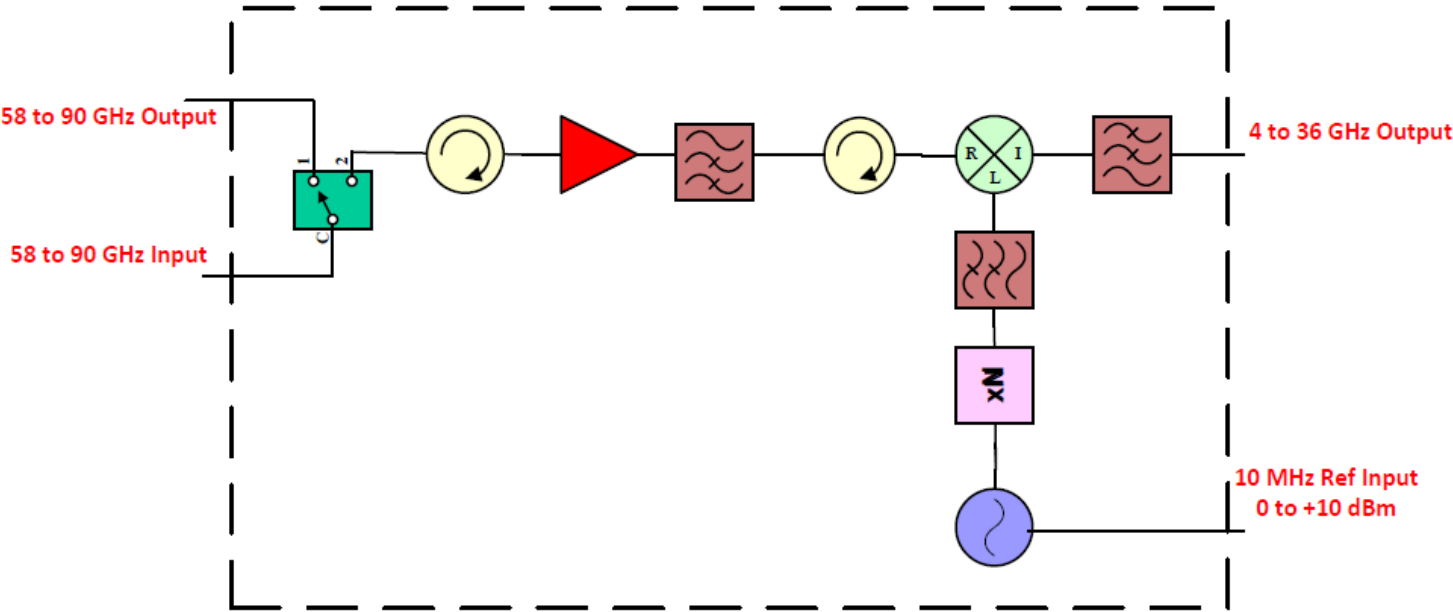 58 to 90 GHz Output
1
2
C
58 to 90 GHz Input
R
I
L
4 to 36 GHz Output
xN
10 MHz Ref Input
0 to +10 dBm